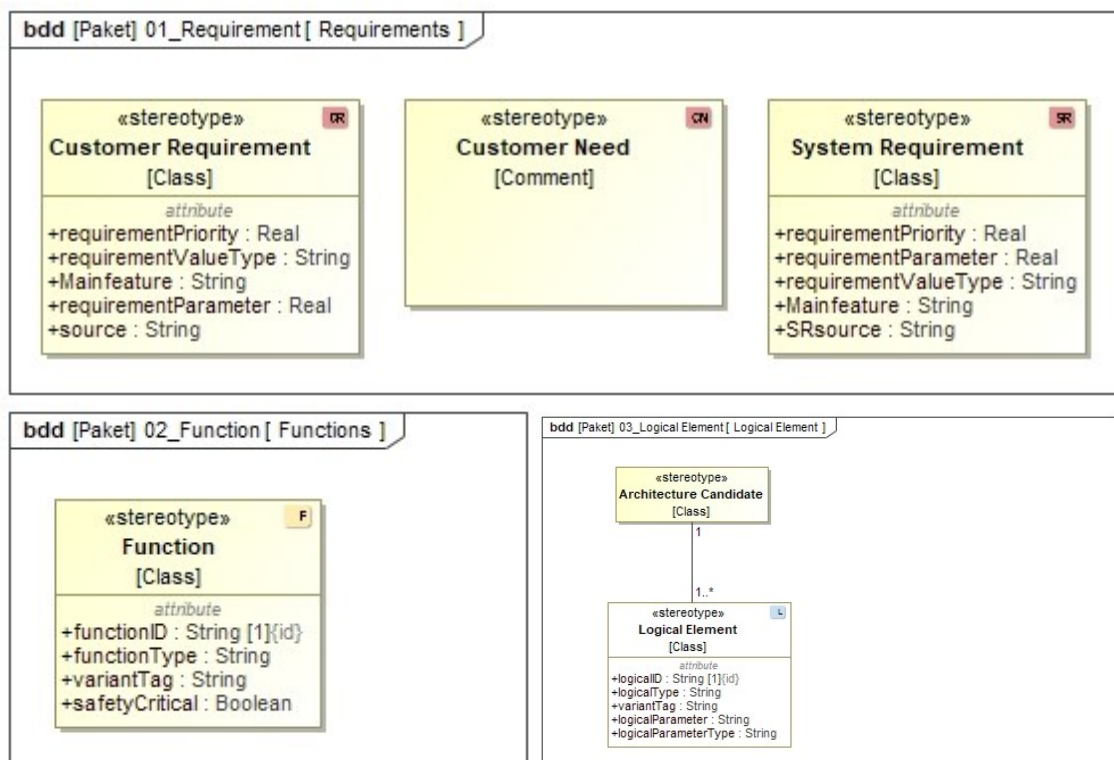 bdd [Paket] 01_Requirement [ Requirements ]
«stereotype» CR
Customer Requirement
[Class]
attribute
+requirementPriority : Real
+requirementValueType : String
+Mainfeature : String
+requirementParameter : Real
+source : String
«stereotype» CN
Customer Need
[Comment]
«stereotype» SR
System Requirement
[Class]
attribute
+requirementPriority : Real
+requirementParameter : Real
+requirementValueType : String
+Mainfeature : String
+SRsource : String
bdd [Paket] 02_Function [ Functions ]
«stereotype» F
Function
[Class]
attribute
+functionID : String [1]{id}
+functionType : String
+variantTag : String
+safetyCritical : Boolean
bdd [Paket] 03_Logical Element [ Logical Element ]
«stereotype»
Architecture Candidate
[Class]
1
1..*
«stereotype» L
Logical Element
[Class]
attribute
+logicalID : String [1]{id}
+logicalType : String
+variantTag : String
+logicalParameter : String
+logicalParameterType : String